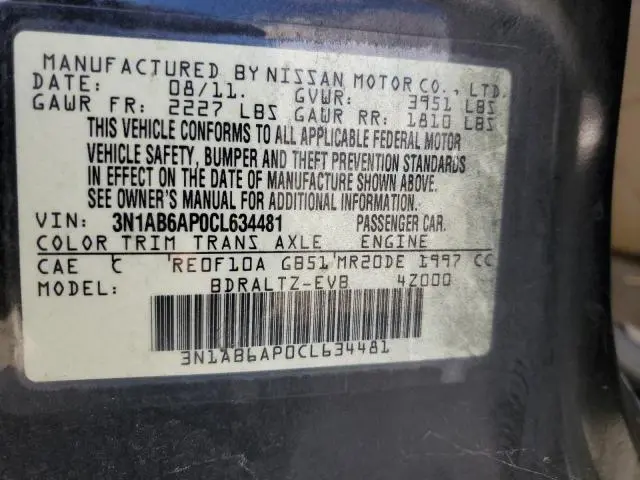 MANUFACTURED BY NISSAN MOTOR CO., LTD.
DATE: 08/11. GVWR: 3951 LBS
GAWR FR: 2227 LBS GAWR RR: 1810 LBS
THIS VEHICLE CONFORMS TO ALL APPLICABLE FEDERAL MOTOR
VEHICLE SAFETY, BUMPER AND THEFT PREVENTION STANDARDS
IN EFFECT ON THE DATE OF MANUFACTURE SHOWN ABOVE.
SEE OWNER'S MANUAL FOR ADDITIONAL INFORMATION.
VIN: 3N1AB6AP0CL634481 PASSENGER CAR.
COLOR TRIM TRANS AXLE ENGINE
CAE C RE0F10A GB51 MR20DE 1997 CC
MODEL: BDRALTZ-EVB 4Z000
3N1AB6AP0CL634481